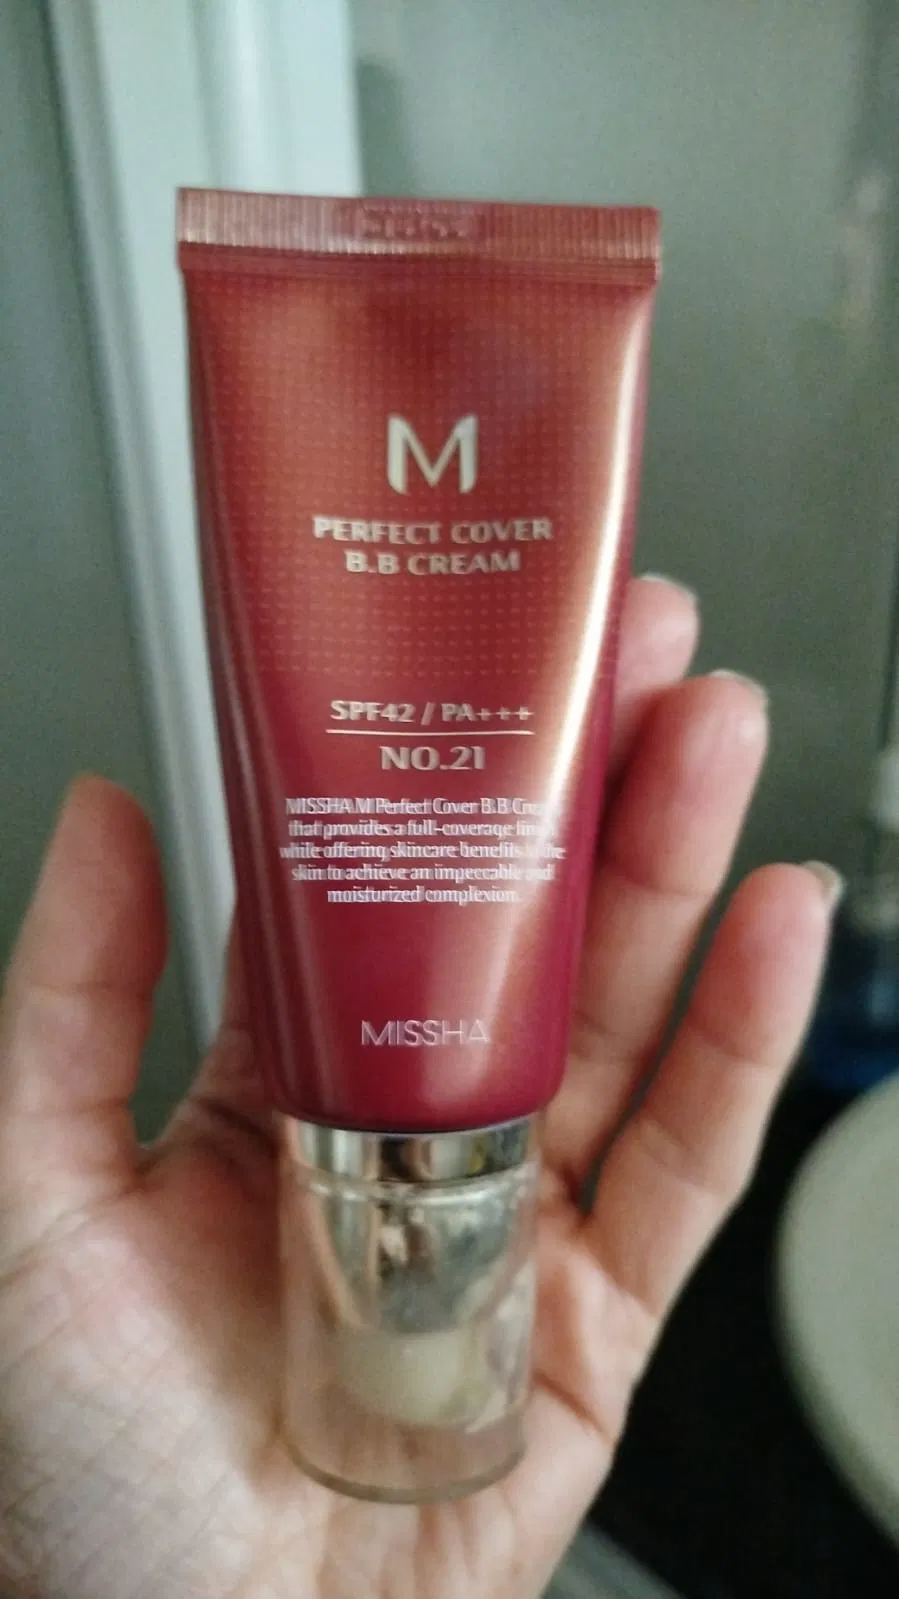 M
PERFECT COVER
B.B CREAM
SPF42 / PA+++
NO.21
MISSHA M Perfect Cover B.B Cream
that provides a full-coverage finish
while offering skincare benefits to the
skin to achieve an impeccable and
moisturized complexion.
MISSHA